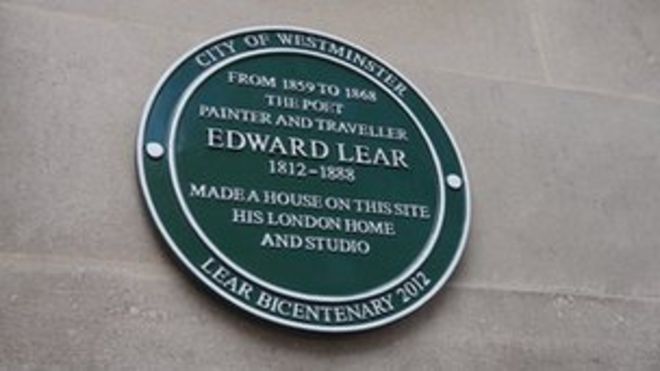 CITY OF WESTMINSTER
FROM 1859 TO 1868
THE POET
PAINTER AND TRAVELLER
EDWARD LEAR
1812-1888
MADE A HOUSE ON THIS SITE
HIS LONDON HOME
AND STUDIO
LEAR BICENTENARY 2012